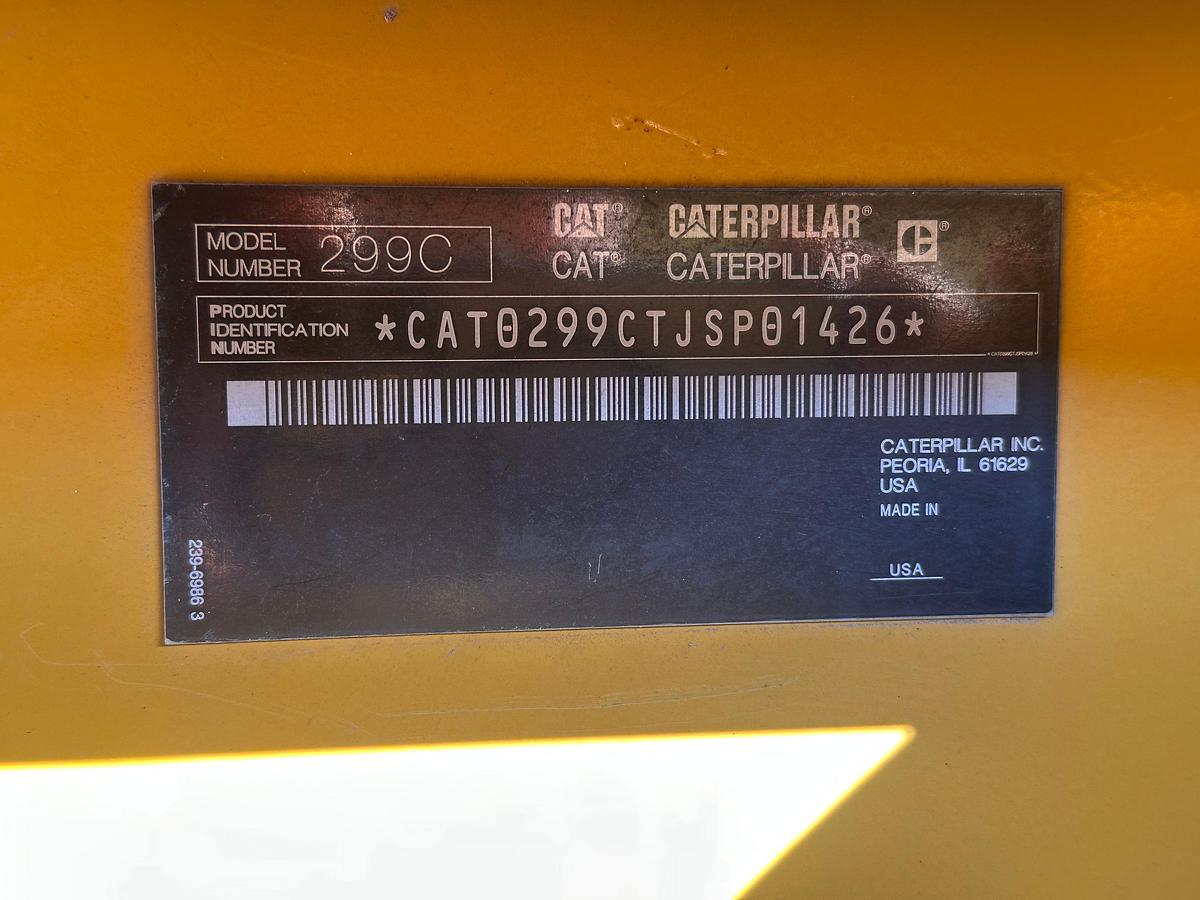 MODEL NUMBER 299C
CAT® CATERPILLAR® ®
CAT® CATERPILLAR®
PRODUCT
IDENTIFICATION
NUMBER
*CAT0299CTJSP01426*
*CAT0299CTJSP01426*
CATERPILLAR INC.
PEORIA, IL 61629
USA
MADE IN
USA
239-6986 3